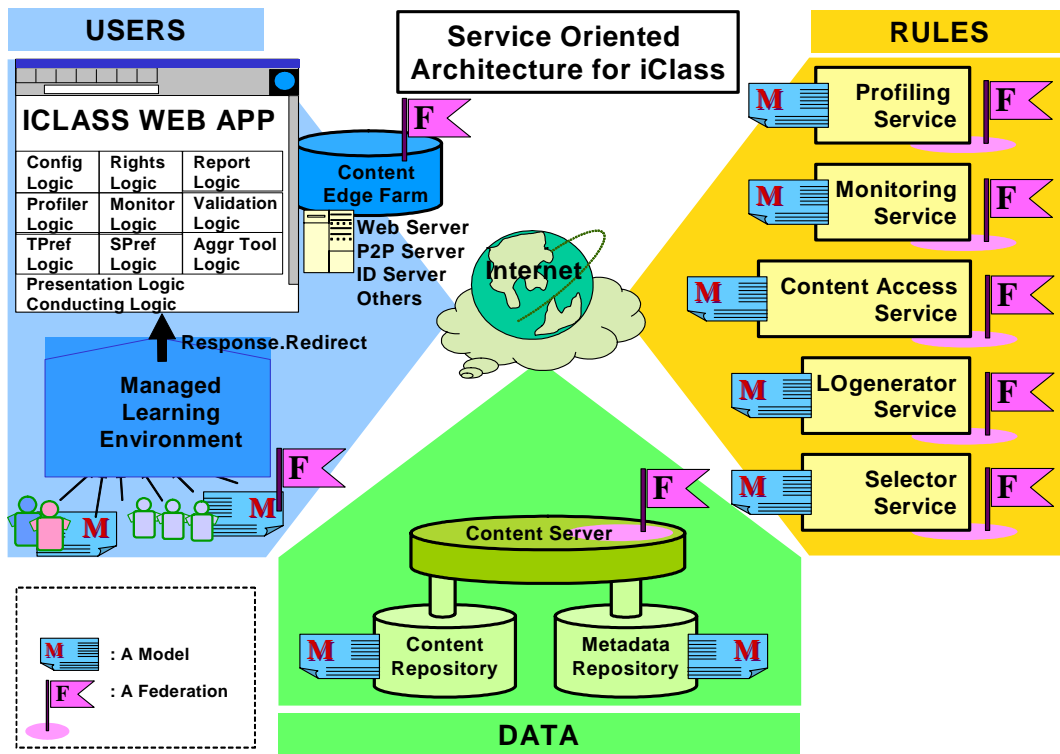 USERS
Service Oriented
Architecture for iClass
RULES
ICLASS WEB APP
Config
Logic
Rights
Logic
Report
Logic
Profiler
Logic
Monitor
Logic
Validation
Logic
TPref
Logic
SPref
Logic
Aggr Tool
Logic
Presentation Logic
Conducting Logic
F
Content
Edge Farm
Web Server
P2P Server
ID Server
Others
Response.Redirect
Managed
Learning
Environment
M
M
F
Internet
M
Profiling
Service
F
M
Monitoring
Service
F
M
Content Access
Service
F
M
LOgenerator
Service
F
M
Selector
Service
F
F
Content Server
M
Content
Repository
Metadata
Repository
M
DATA
M
: A Model
F
: A Federation